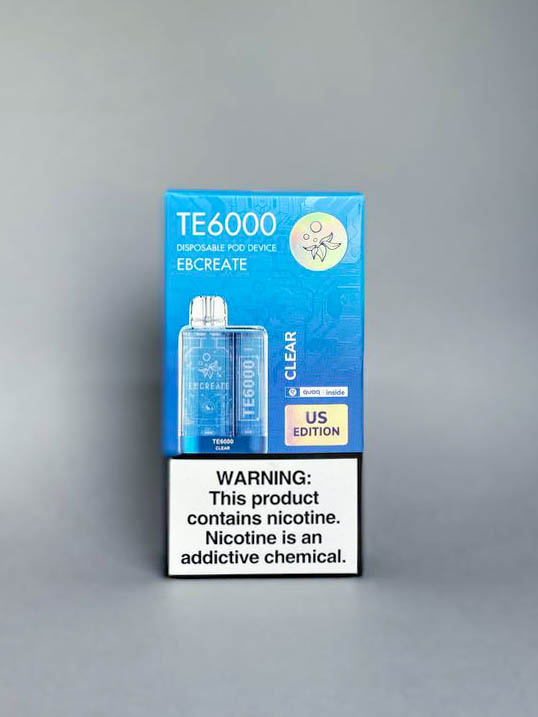 TE6000
DISPOSABLE POD DEVICE
EBCREATE
CLEAR
EBCREATE
TE6000
TE6000
CLEAR
QUAQ inside
US
EDITION
WARNING:
This product
contains nicotine.
Nicotine is an
addictive chemical.